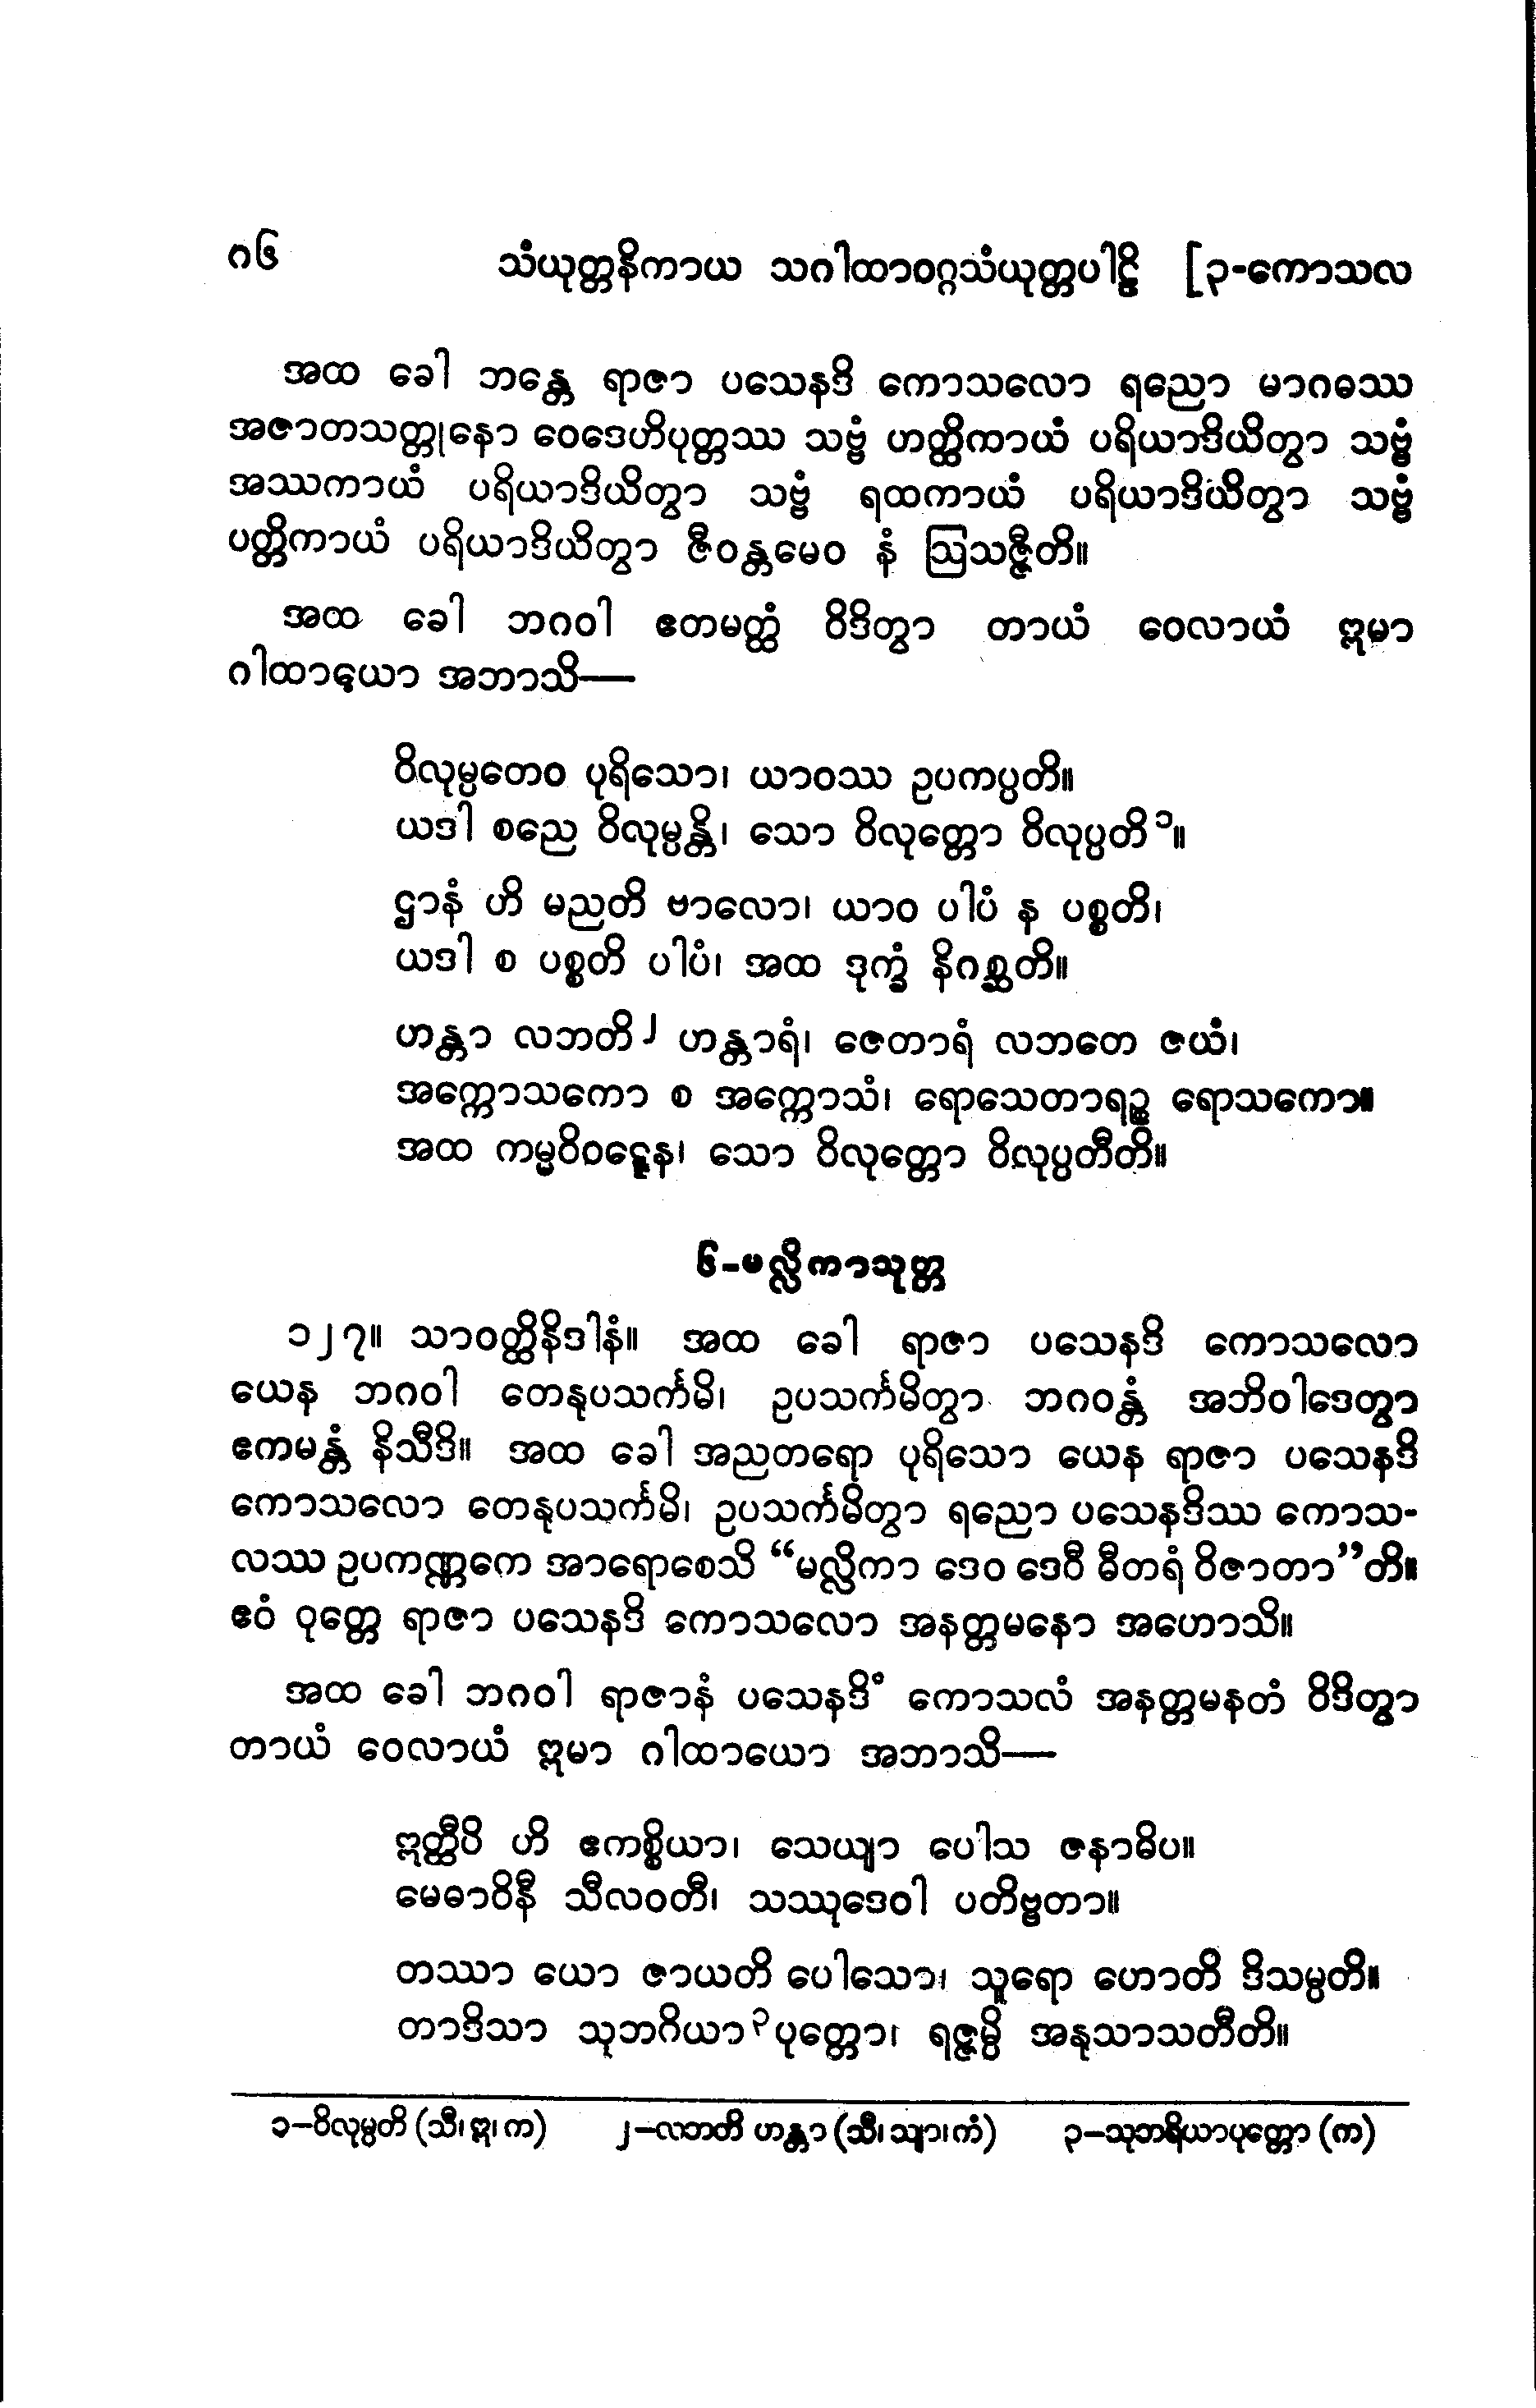 ဂ၆ သံယုတ္တနိကာယ သဂါထာဝဂ္ဂသံယုတ္တပါဠိ [၃-ကောသလ
အထ ခေါ ဘန္တေ ရာဇာ ပသေနဒိ ကောသလော ရညော မာဂဓဿ
အဇာတသတ္တုနော ဝေဒေဟိပုတ္တဿ သဗ္ဗံ ဟတ္ထိကာယံ ပရိယာဒိယိတွာ သဗ္ဗံ
အဿကာယံ ပရိယာဒိယိတွာ သဗ္ဗံ ရထကာယံ ပရိယာဒိယိတွာ သဗ္ဗံ
ပတ္တိကာယံ ပရိယာဒိယိတွာ ဇီဝန္တမေဝ နံ ဩသဇ္ဇီတိ။
အထ ခေါ ဘဂဝါ ဧတမတ္ထံ ဝိဒိတွာ တာယံ ဝေလာယံ ဣမာ
ဂါထာယော အဘာသိ—
ဝိလုမ္ပတေဝ ပုရိသော၊ ယာဝဿ ဥပကပ္ပတိ။
ယဒါ စညေ ဝိလုမ္ပန္တိ၊ သော ဝိလုတ္တော ဝိလုပ္ပတိ၁။
ဌာနံ ဟိ မညတိ ဗာလော၊ ယာဝ ပါပံ န ပစ္စတိ၊
ယဒါ စ ပစ္စတိ ပါပံ၊ အထ ဒုက္ခံ နိဂစ္ဆတိ။
ဟန္တာ လဘတိ၂ ဟန္တာရံ၊ ဇေတာရံ လဘတေ ဇယံ၊
အက္ကောသကော စ အက္ကောသံ၊ ရောသေတာရဉ္စ ရောသကော။
အထ ကမ္မဝိဝဋ္ဋေန၊ သော ဝိလုတ္တော ဝိလုပ္ပတီတိ။
၆-မလ္လိကာသုတ္တ
၁၂၇။ သာဝတ္ထိနိဒါနံ။ အထ ခေါ ရာဇာ ပသေနဒိ ကောသလော
ယေန ဘဂဝါ တေနုပသင်္ကမိ၊ ဥပသင်္ကမိတွာ ဘဂဝန္တံ အဘိဝါဒေတွာ
ဧကမန္တံ နိသီဒိ။ အထ ခေါ အညတရော ပုရိသော ယေန ရာဇာ ပသေနဒိ
ကောသလော တေနုပသင်္ကမိ၊ ဥပသင်္ကမိတွာ ရညော ပသေနဒိဿ ကောသ-
လဿ ဥပကဏ္ဏကေ အာရောစေသိ “မလ္လိကာ ဒေဝ ဒေဝီ ဓီတရံ ဝိဇာတာ”တိ။
ဧဝံ ဝုတ္တေ ရာဇာ ပသေနဒိ ကောသလော အနတ္တမနော အဟောသိ။
အထ ခေါ ဘဂဝါ ရာဇာနံ ပသေနဒိံ ကောသလံ အနတ္တမနတံ ဝိဒိတွာ
တာယံ ဝေလာယံ ဣမာ ဂါထာယော အဘာသိ—
ဣတ္ထီပိ ဟိ ဧကစ္စိယာ၊ သေယျာ ပေါသ ဇနာဓိပ။
မေဓာဝိနီ သီလဝတီ၊ သဿုဒေဝါ ပတိဗ္ဗတာ။
တဿာ ယော ဇာယတိ ပေါသော၊ သူရော ဟောတိ ဒိသမ္ပတိ။
တာဒိသာ သုဘဂိယာ၃ပုတ္တော၊ ရဇ္ဇမ္ပိ အနုသာသတီတိ။
၁–ဝိလုမ္ပတိ (သီ၊ ဣ၊ က) ၂–လဘတိ ဟန္တာ (သီ၊ သျာ၊ ကံ) ၃–သုဘရိယာပုတ္တော (က)